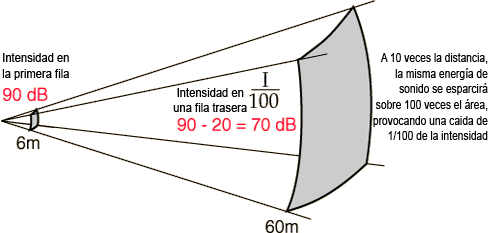 Intensidad en
la primera fila
90 dB
6m
Intensidad en
una fila trasera
I
100
90 - 20 = 70 dB
60m
A 10 veces la distancia,
la misma energía de
sonido se esparcirá
sobre 100 veces el área,
provocando una caida de
1/100 de la intensidad